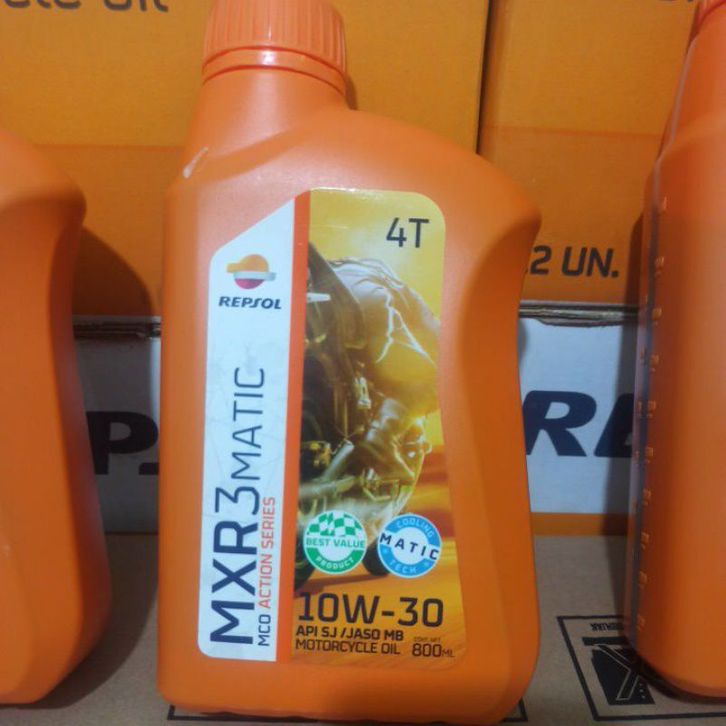 4T
REPSOL
MXR3MATIC
MCO ACTION SERIES
BEST VALUE
PRODUCT
COOLING
MATIC
TECH
10W-30
API SJ /JASO MB
MOTORCYCLE OIL
800ML
2 UN.